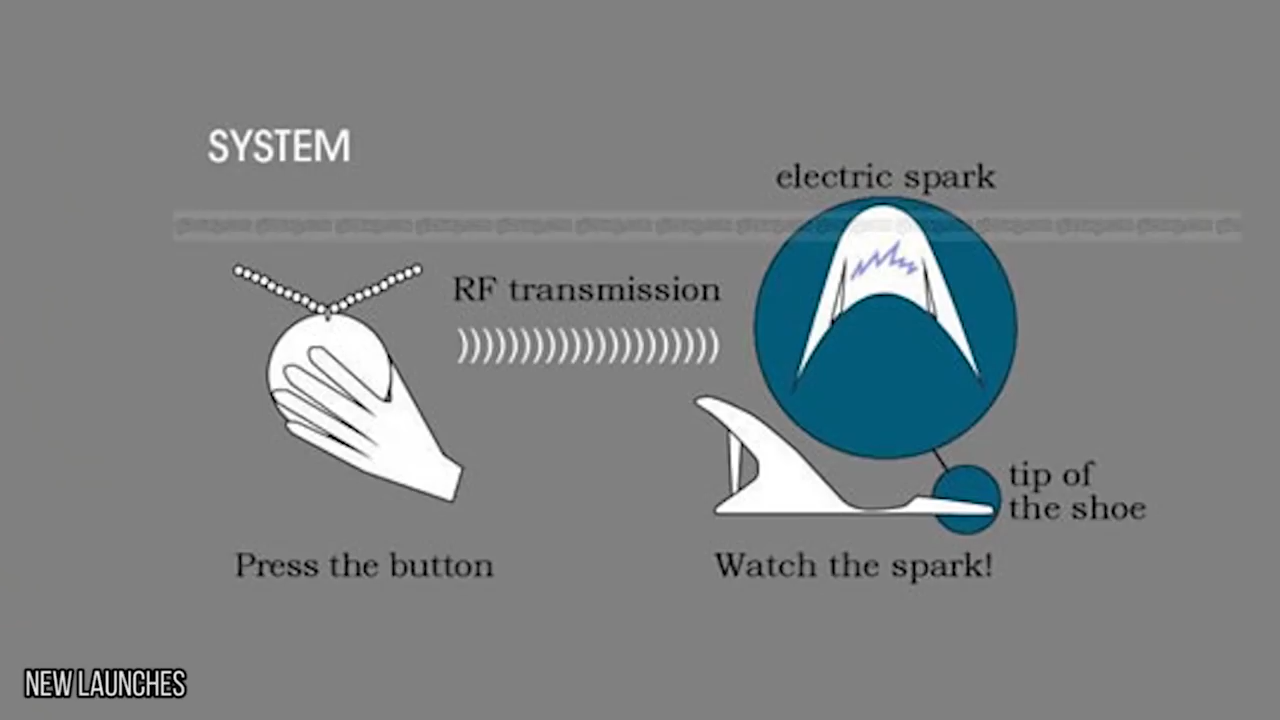 SYSTEM
electric spark
RF transmission
tip of
the shoe
Press the button
Watch the spark!
NEW LAUNCHES